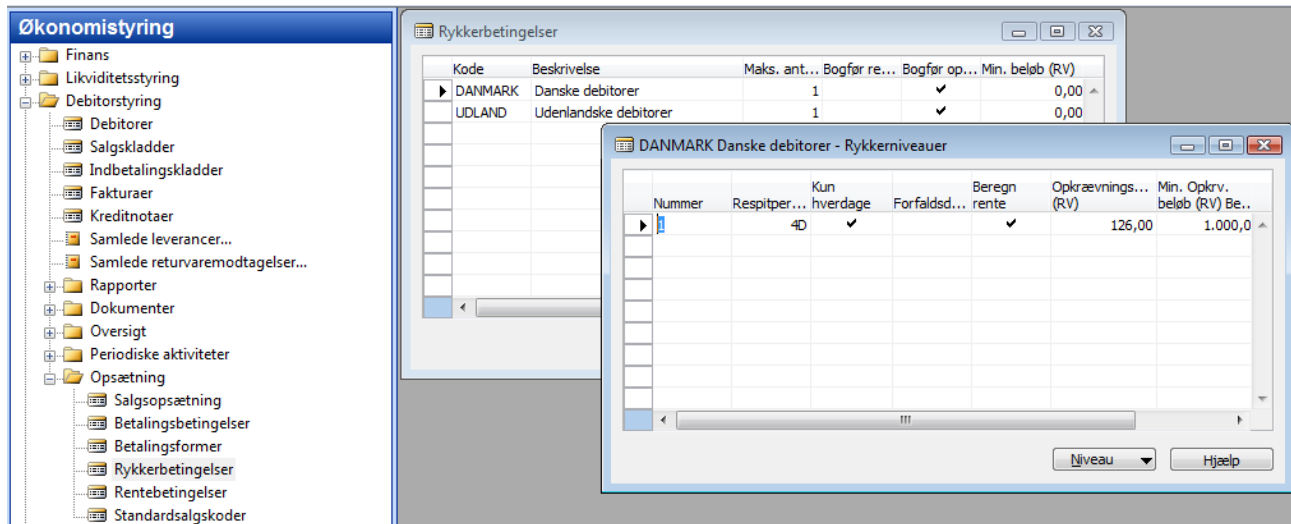 Økonomistyring
Finans
Likviditetsstyring
Debitorstyring
Debitorer
Salgskladder
Indbetalingskladder
Fakturaer
Kreditnotaer
Samlede leverancer...
Samlede returvaremodtagelser...
Rapporter
Dokumenter
Oversigt
Periodiske aktiviteter
Opsætning
Salgsopsætning
Betalingsbetingelser
Betalingsformer
Rykkerbetingelser
Rentebetingelser
Standardsalgskoder
Rykkerbetingelser
Kode Beskrivelse Maks. ant... Bogfør re... Bogfør op... Min. beløb (RV)
DANMARK Danske debitorer 1 0,00
UDLAND Udenlandske debitorer 1 0,00
DANMARK Danske debitorer - Rykkerniveauer
Kun Beregn Opkrævnings... Min. Opkrv.
Nummer Respitper... hverdage Forfaldsd... rente (RV) beløb (RV) Be..
1 4D 126,00 1.000,0
Niveau Hjælp